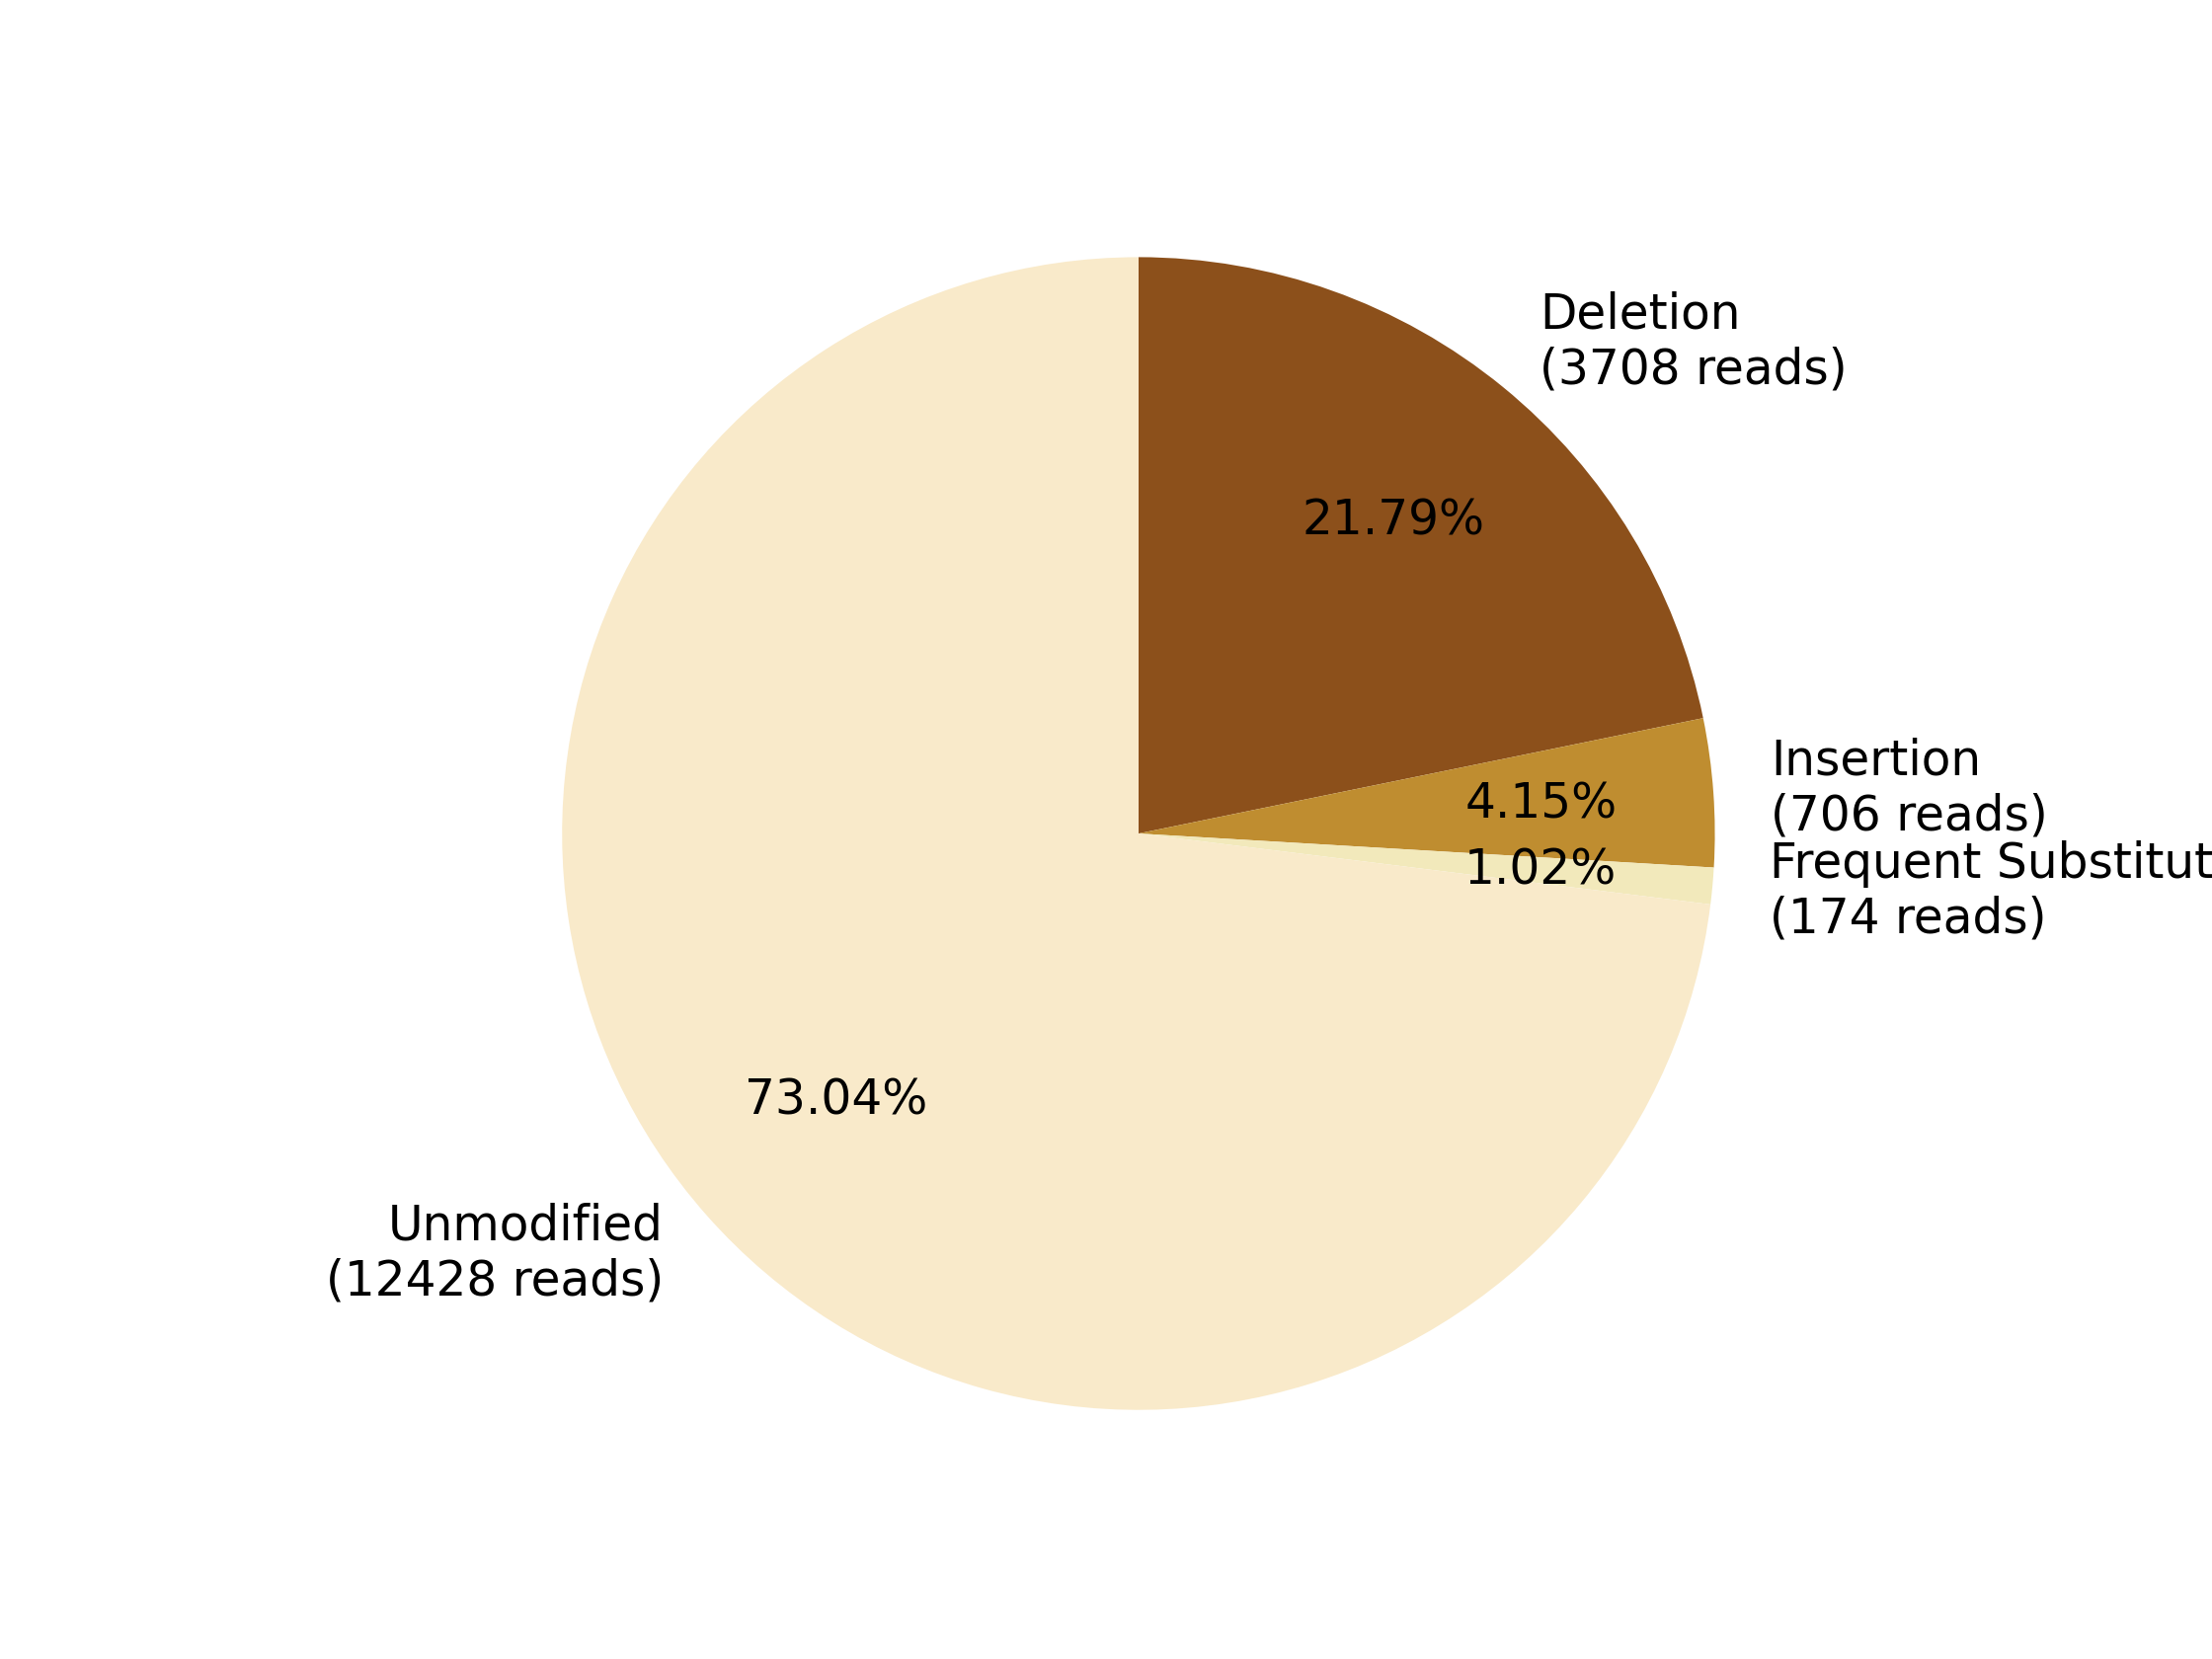 Deletion
(3708 reads)
21.79%
Insertion
(706 reads)
4.15%
Frequent Substitut
(174 reads)
1.02%
73.04%
Unmodified
(12428 reads)